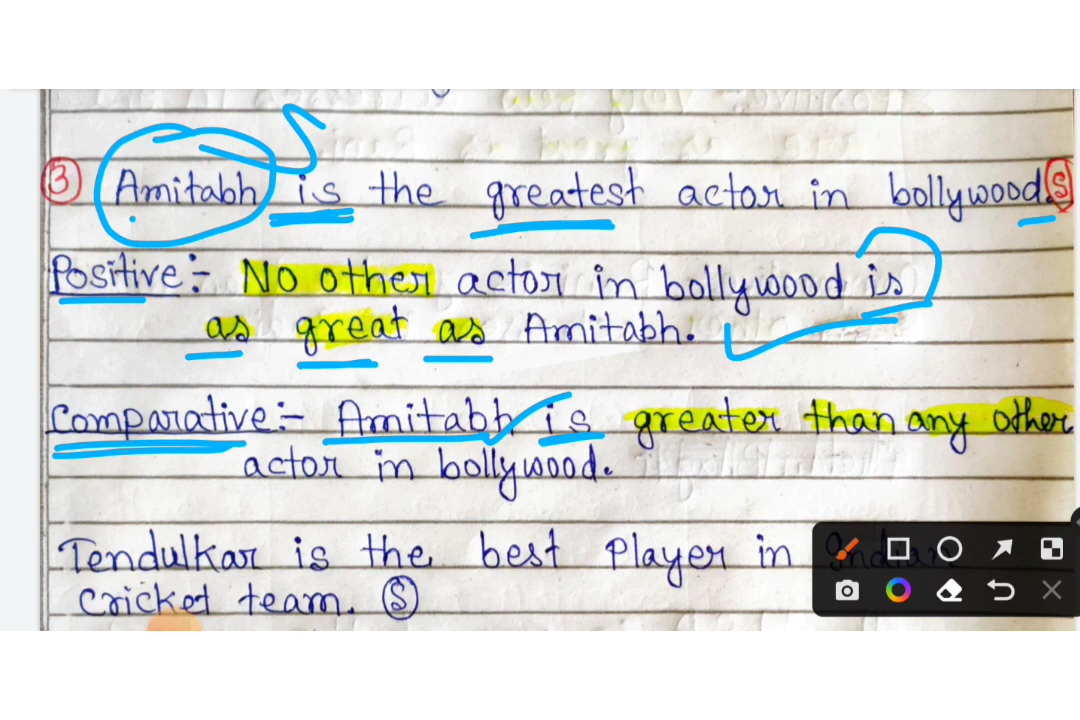 ③ Amitabh is the greatest actor in bollywood. Ⓢ
Positive:- No other actor in bollywood is
as great as Amitabh.
Comparative:- Amitabh is greater than any other
actor in bollywood.
Tendulkar is the best Player in Indian
cricket team. Ⓢ